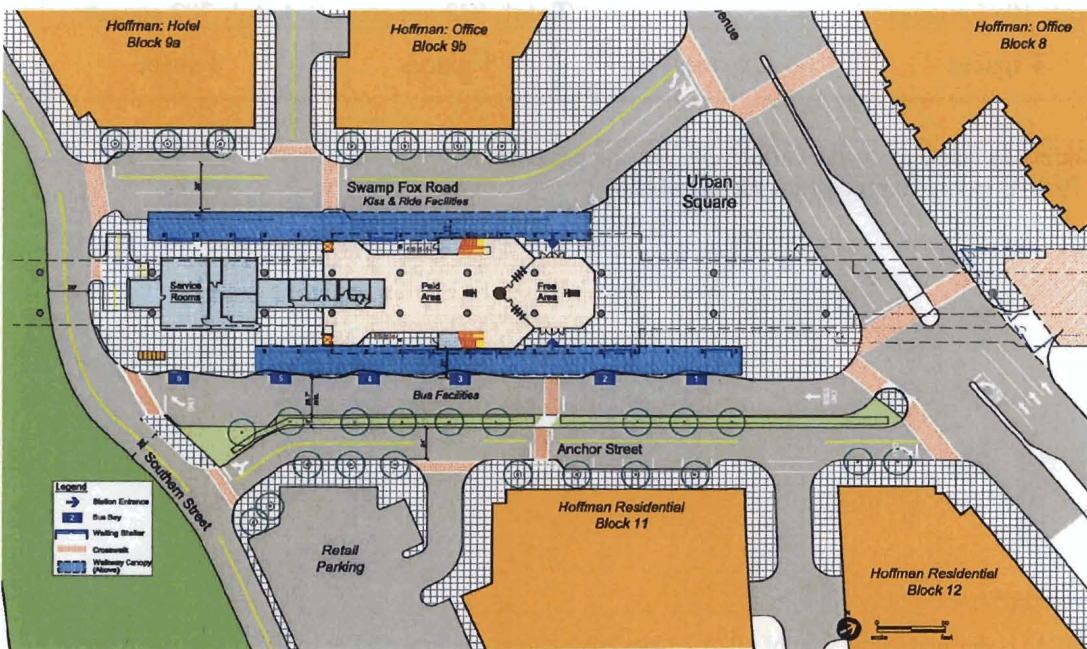 Hoffman: Hotel
Block 9a
Hoffman: Office
Block 9b
Hoffman: Office
Block 8
Swamp Fox Road
Kiss & Ride Facilities
Urban
Square
Service
Rooms
Paid
Area
Free
Area
6
5
4
3
2
1
Bus Facilities
Anchor Street
N Southern Street
Legend
Station Entrance
2
Bus Bay
Waiting Shelter
Crosswalk
Walkway Canopy
(Above)
Retail
Parking
Hoffman Residential
Block 11
Hoffman Residential
Block 12
scale
feet